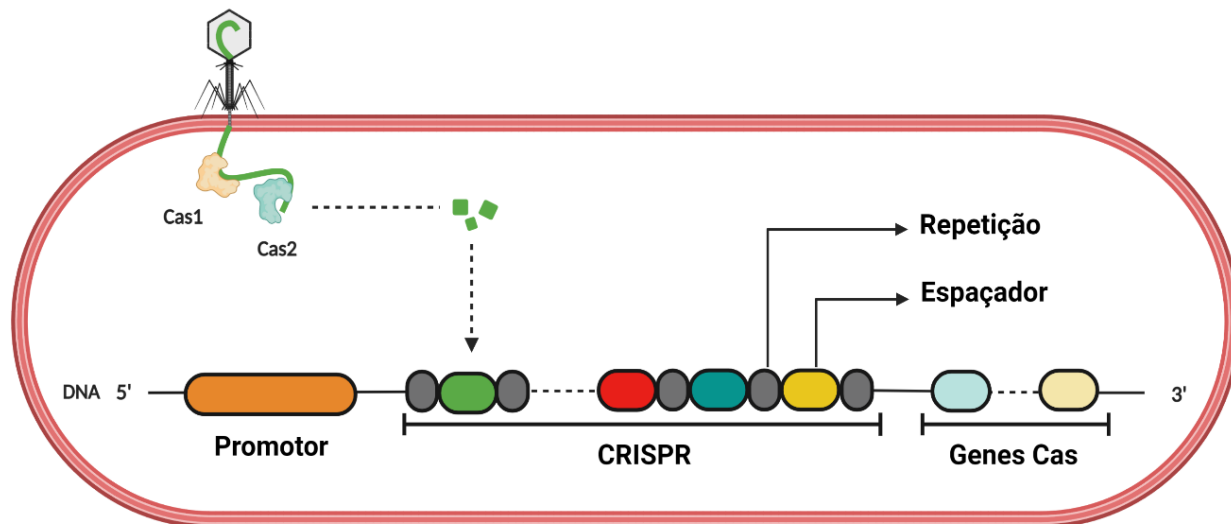 Cas1
Cas2
Repetição
Espaçador
DNA 5'
3'
Promotor
CRISPR
Genes Cas